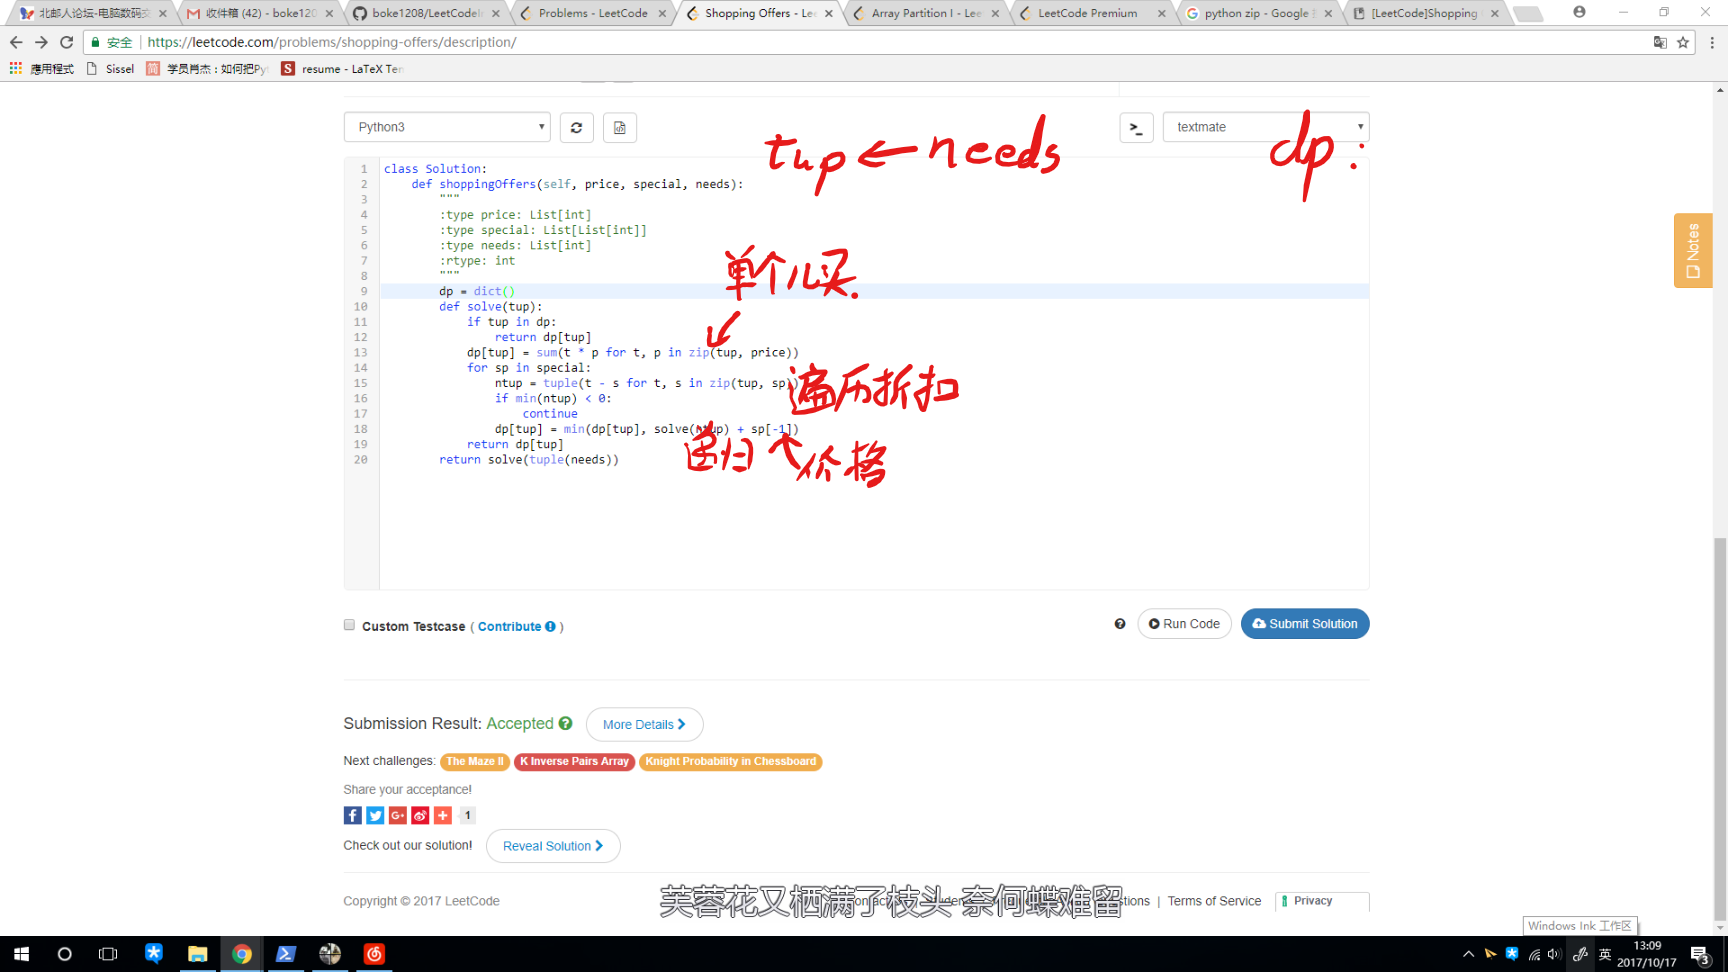 北邮人论坛-电脑数码交
收件箱 (42) - boke120
boke1208/LeetCodeI
Problems - LeetCode
Shopping Offers - Lee
Array Partition I - Lee
LeetCode Premium
python zip - Google
[LeetCode]Shopping
安全 https://leetcode.com/problems/shopping-offers/description/
應用程式
Sissel
学员肖杰：如何把Py
resume - LaTeX Ten
Python3
textmate
tup ← needs
dp :
1 class Solution:
2 def shoppingOffers(self, price, special, needs):
3 """
4 :type price: List[int]
5 :type special: List[List[int]]
6 :type needs: List[int]
7 :rtype: int
8 """
9 dp = dict()
10 def solve(tup):
11 if tup in dp:
12 return dp[tup]
13 dp[tup] = sum(t * p for t, p in zip(tup, price))
14 for sp in special:
15 ntup = tuple(t - s for t, s in zip(tup, sp))
16 if min(ntup) < 0:
17 continue
18 dp[tup] = min(dp[tup], solve(ntup) + sp[-1])
19 return dp[tup]
20 return solve(tuple(needs))
单个儿买.
遍历折扣
递归
价格
Notes
Custom Testcase ( Contribute )
Run Code
Submit Solution
Submission Result: Accepted
More Details
Next challenges: The Maze II K Inverse Pairs Array Knight Probability in Chessboard
Share your acceptance!
1
Check out our solution!
Reveal Solution
Copyright © 2017 LeetCode
芙蓉花又栖满了枝头 奈何蝶难留
| Terms of Service
Privacy
Windows Ink 工作区
英
13:09
2017/10/17
3